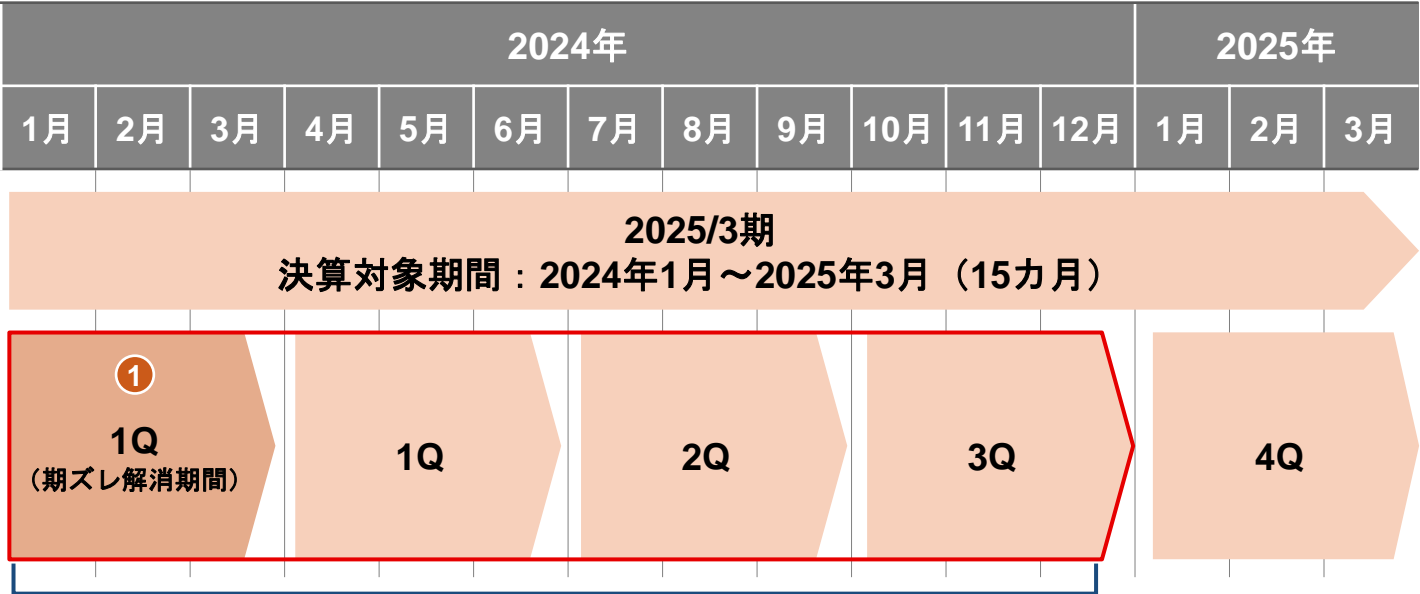 2024年 2025年
1月 2月 3月 4月 5月 6月 7月 8月 9月 10月 11月 12月 1月 2月 3月
2025/3期
決算対象期間：2024年1月～2025年3月（15カ月）
1
1Q
（期ズレ解消期間）
1Q
2Q
3Q
4Q